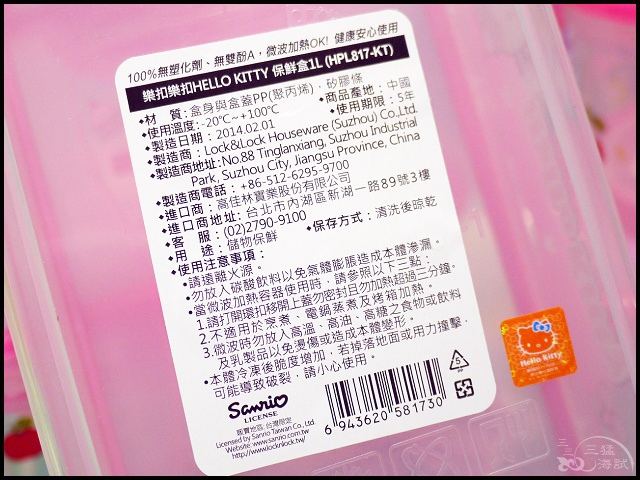 100%無塑化劑、無雙酚A，微波加熱OK! 健康安心使用
樂扣樂扣HELLO KITTY 保鮮盒1L (HPL817-KT)
◆材　質:盒身與盒蓋PP(聚丙烯)，矽膠條
◆使用溫度:-20°C~+100°C ◆商品產地:中國
◆製造日期：2014.02.01 ◆使用期限：5年
◆製造商：Lock&Lock Houseware (Suzhou) Co.Ltd.
◆製造商地址:No.88 Tinglanxiang, Suzhou Industrial
Park, Suzhou City, Jiangsu Province, China
◆製造商電話：+86-512-6295-9700
◆進口商：高佳林實業股份有限公司
◆進口商地址:台北市內湖區新湖一路89號3樓
◆客　服：(02)2790-9100
◆用　途：儲物保鮮 ◆保存方式：清洗後晾乾
◆使用注意事項：
•請遠離火源。
•勿放入碳酸飲料以免氣體膨脹造成本體滲漏。
•當微波加熱容器使用時，請參照以下三點：
1.請打開環扣移開上蓋勿密封且勿加熱超過三分鐘。
2.不適用於烹煮、電鍋蒸煮及烤箱加熱。
3.微波時勿放入高溫、高油、高糖之食物或飲料
及乳製品以免燙傷或造成本體變形。
•本體冷凍後脆度增加，若掉落地面或用力撞擊，
可能導致破裂，請小心使用。
Sanrio
LICENSE
販賣地區:台灣限定
Licensed by Sanrio Taiwan Co., Ltd.
Website: www.sanrio.com.tw
http://www.locknlock.tw/
6 943620 581730
5
PP
Hello Kitty
三猛
海試